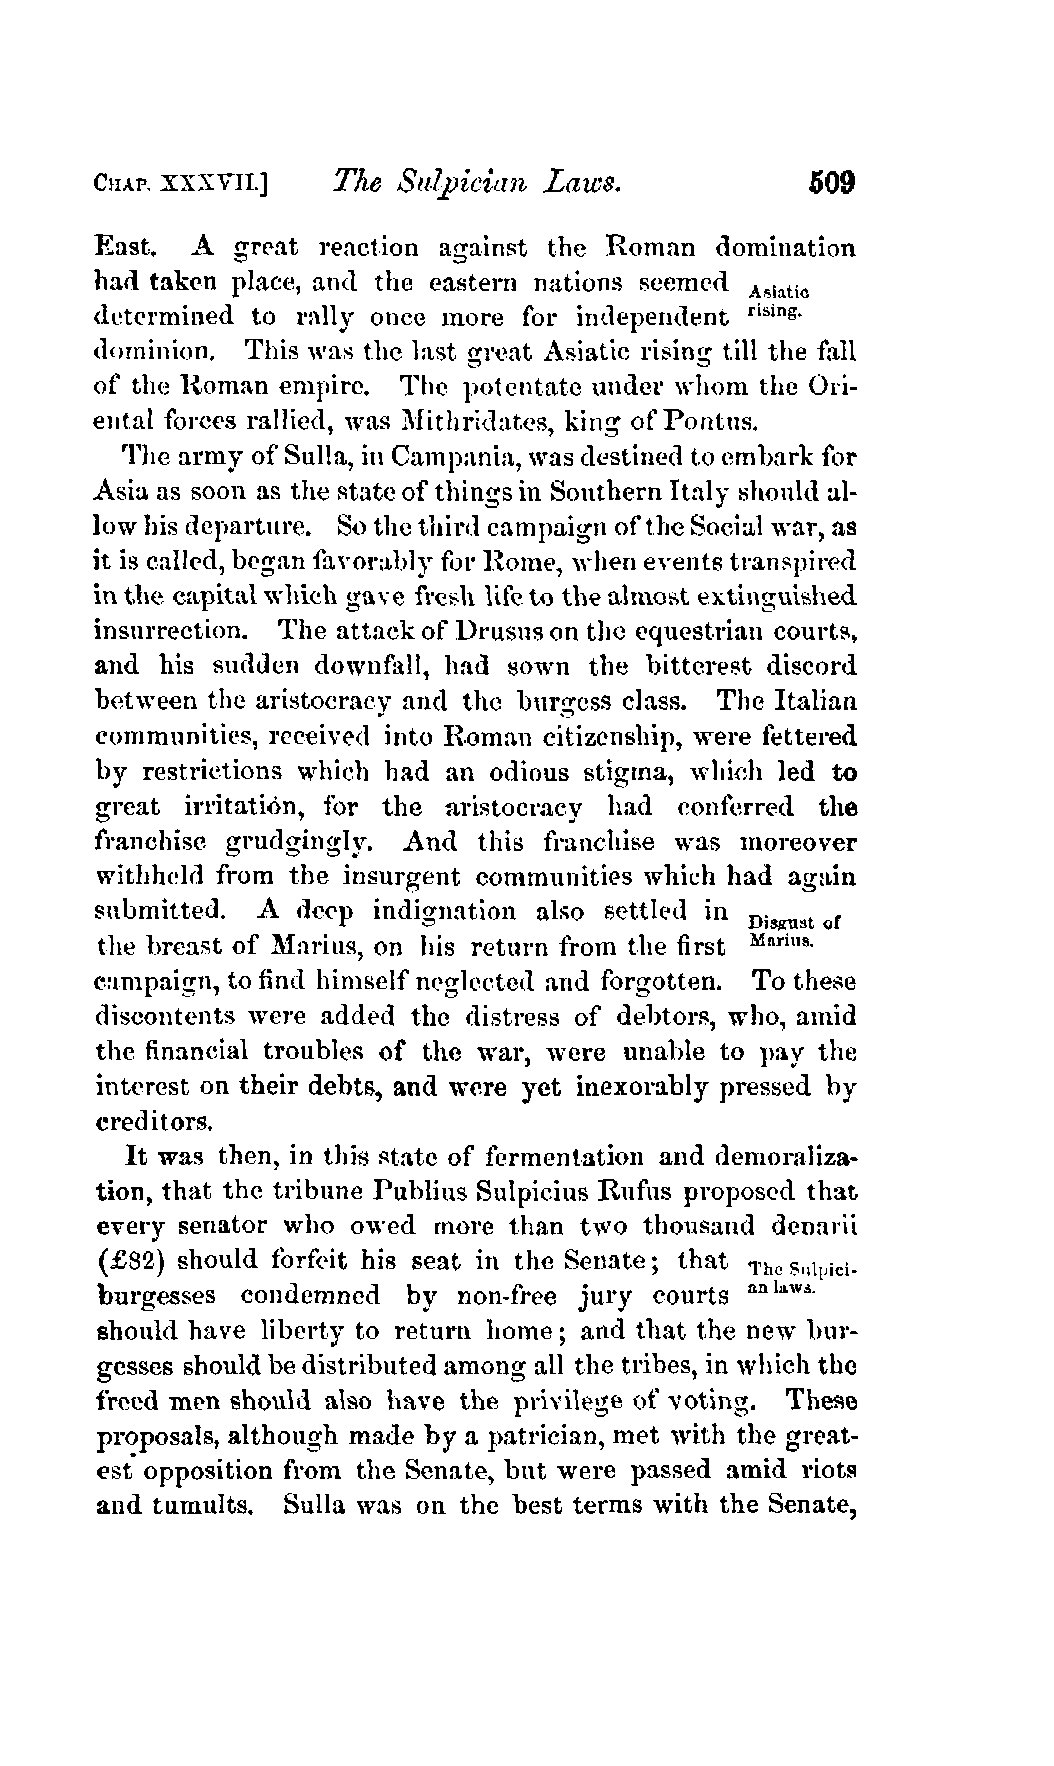 CHAP. XXXVII.] The Sulpician Laws. 509
East. A great reaction against the Roman domination
had taken place, and the eastern nations seemed
Asiatic
rising.
determined to rally once more for independent
dominion. This was the last great Asiatic rising till the fall
of the Roman empire. The potentate under whom the Ori-
ental forces rallied, was Mithridates, king of Pontus.
The army of Sulla, in Campania, was destined to embark for
Asia as soon as the state of things in Southern Italy should al-
low his departure. So the third campaign of the Social war, as
it is called, began favorably for Rome, when events transpired
in the capital which gave fresh life to the almost extinguished
insurrection. The attack of Drusus on the equestrian courts,
and his sudden downfall, had sown the bitterest discord
between the aristocracy and the burgess class. The Italian
communities, received into Roman citizenship, were fettered
by restrictions which had an odious stigma, which led to
great irritation, for the aristocracy had conferred the
franchise grudgingly. And this franchise was moreover
withheld from the insurgent communities which had again
submitted. A deep indignation also settled in
Disgust of
Marius.
the breast of Marius, on his return from the first
campaign, to find himself neglected and forgotten. To these
discontents were added the distress of debtors, who, amid
the financial troubles of the war, were unable to pay the
interest on their debts, and were yet inexorably pressed by
creditors.
It was then, in this state of fermentation and demoraliza-
tion, that the tribune Publius Sulpicius Rufus proposed that
every senator who owed more than two thousand denarii
(£82) should forfeit his seat in the Senate; that
The Sulpici-
an laws.
burgesses condemned by non-free jury courts
should have liberty to return home; and that the new bur-
gesses should be distributed among all the tribes, in which the
freed men should also have the privilege of voting. These
proposals, although made by a patrician, met with the great-
est opposition from the Senate, but were passed amid riots
and tumults. Sulla was on the best terms with the Senate,